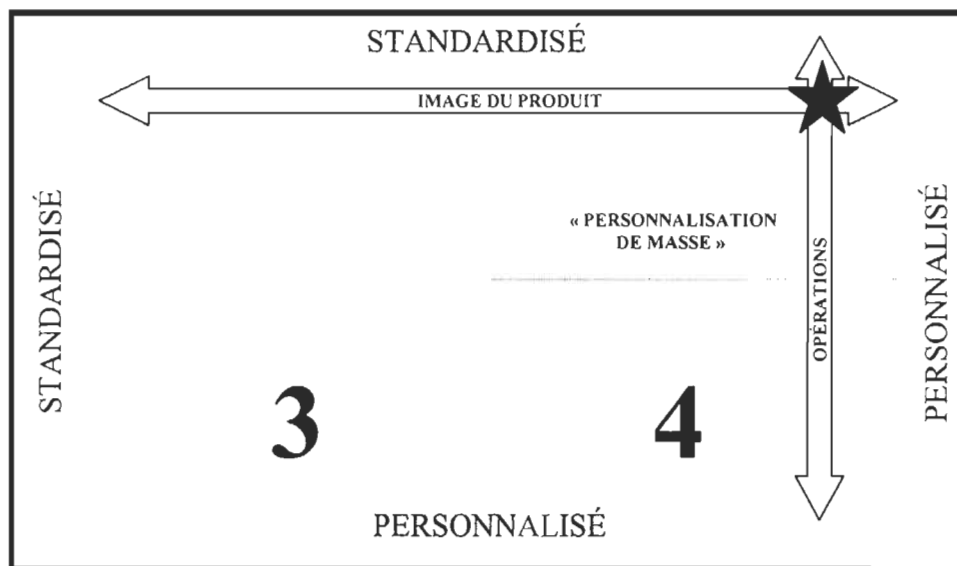 STANDARDISÉ
IMAGE DU PRODUIT
STANDARDISÉ
« PERSONNALISATION
DE MASSE »
OPÉRATIONS
PERSONNALISÉ
3
4
PERSONNALISÉ